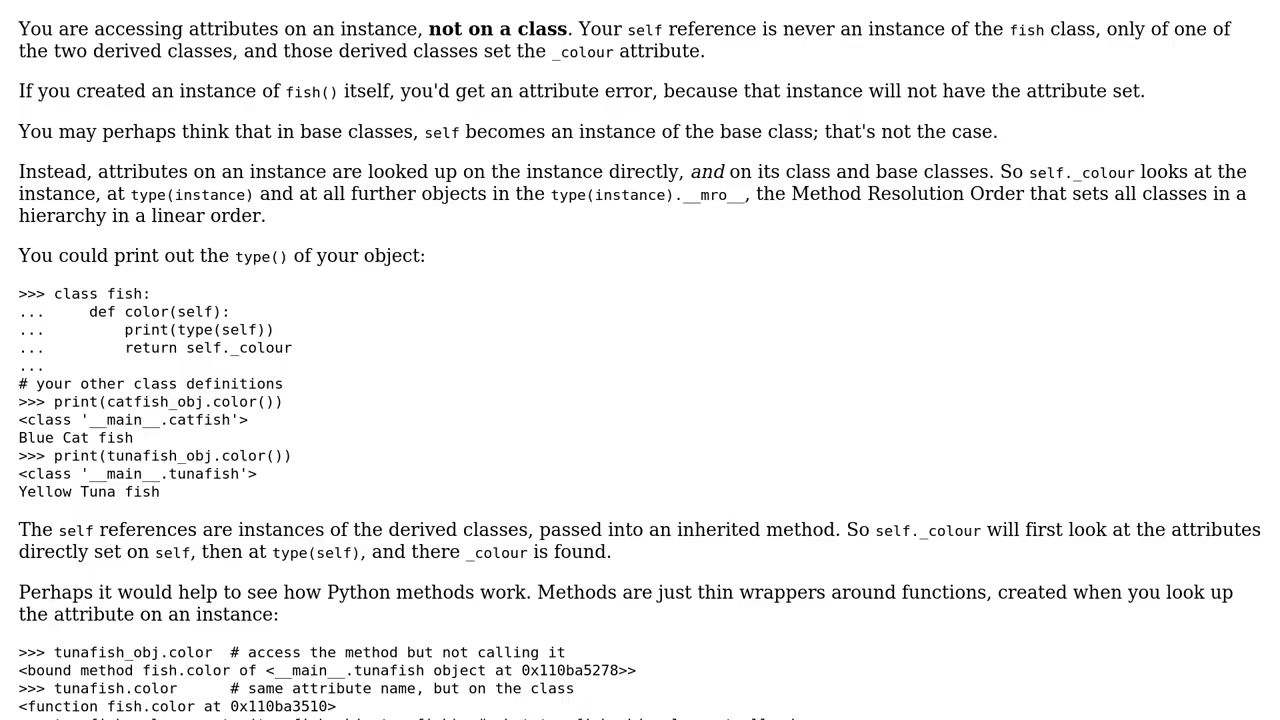 You are accessing attributes on an instance, not on a class. Your self reference is never an instance of the fish class, only of one of
the two derived classes, and those derived classes set the _colour attribute.
If you created an instance of fish() itself, you'd get an attribute error, because that instance will not have the attribute set.
You may perhaps think that in base classes, self becomes an instance of the base class; that's not the case.
Instead, attributes on an instance are looked up on the instance directly, and on its class and base classes. So self._colour looks at the
instance, at type(instance) and at all further objects in the type(instance).__mro__, the Method Resolution Order that sets all classes in a
hierarchy in a linear order.
You could print out the type() of your object:
>>> class fish:
...     def color(self):
...         print(type(self))
...         return self._colour
...
# your other class definitions
>>> print(catfish_obj.color())
<class '__main__.catfish'>
Blue Cat fish
>>> print(tunafish_obj.color())
<class '__main__.tunafish'>
Yellow Tuna fish
The self references are instances of the derived classes, passed into an inherited method. So self._colour will first look at the attributes
directly set on self, then at type(self), and there _colour is found.
Perhaps it would help to see how Python methods work. Methods are just thin wrappers around functions, created when you look up
the attribute on an instance:
>>> tunafish_obj.color  # access the method but not calling it
<bound method fish.color of <__main__.tunafish object at 0x110ba5278>>
>>> tunafish.color      # same attribute name, but on the class
<function fish.color at 0x110ba3510>